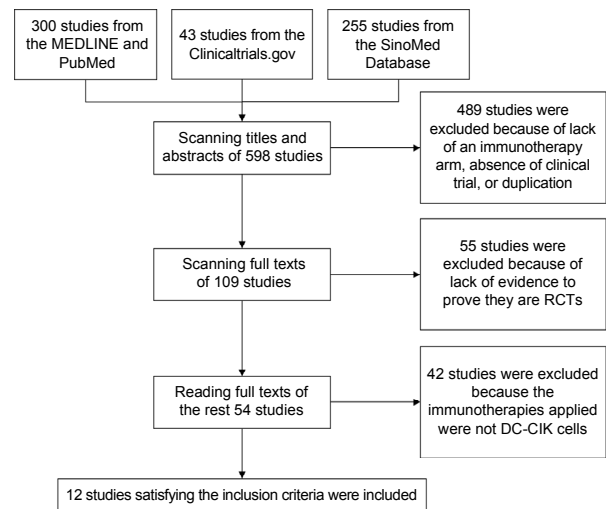 300 studies from
the MEDLINE and
PubMed
43 studies from the
Clinicaltrials.gov
255 studies from
the SinoMed
Database
Scanning titles and
abstracts of 598 studies
489 studies were
excluded because of lack
of an immunotherapy
arm, absence of clinical
trial, or duplication
Scanning full texts
of 109 studies
55 studies were
excluded because of
lack of evidence to
prove they are RCTs
Reading full texts of
the rest 54 studies
42 studies were excluded
because the
immunotherapies applied
were not DC-CIK cells
12 studies satisfying the inclusion criteria were included